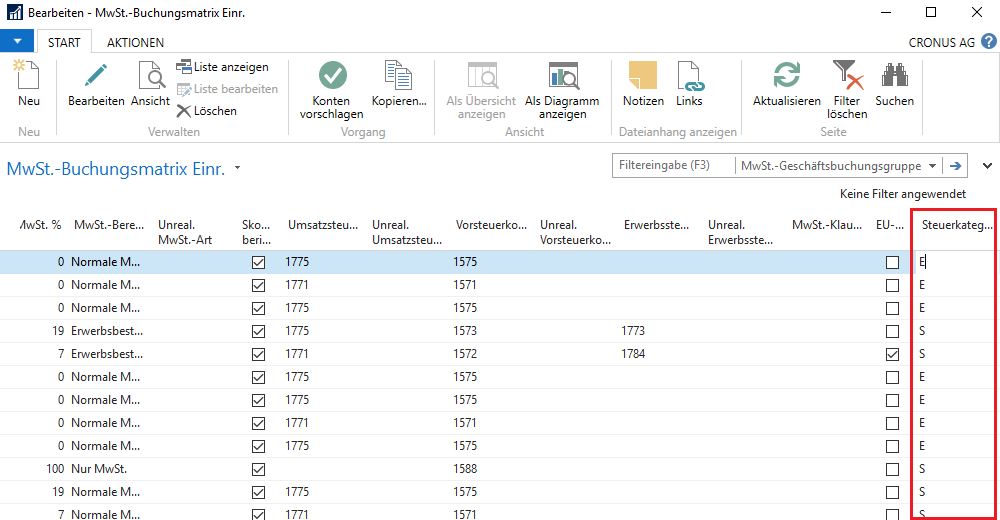 Bearbeiten - MwSt.-Buchungsmatrix Einr.
START AKTIONEN CRONUS AG
Neu Bearbeiten Ansicht Liste anzeigen Liste bearbeiten Löschen Konten vorschlagen Kopieren... Als Übersicht anzeigen Als Diagramm anzeigen Notizen Links Aktualisieren Filter löschen Suchen
Neu Verwalten Vorgang Ansicht Dateianhang anzeigen Seite
MwSt.-Buchungsmatrix Einr. Filtereingabe (F3) MwSt.-Geschäftsbuchungsgruppe
Keine Filter angewendet
MwSt. % MwSt.-Bere... Unreal. MwSt.-Art Sko... beri... Umsatzsteu... Unreal. Umsatzsteu... Vorsteuerko... Unreal. Vorsteuerko... Erwerbsste... Unreal. Erwerbsste... MwSt.-Klau... EU-... Steuerkateg...
0 Normale M... 1775 1575 E
0 Normale M... 1771 1571 E
0 Normale M... 1775 1575 E
19 Erwerbsbest... 1775 1573 1773 S
7 Erwerbsbest... 1771 1572 1784 S
0 Normale M... 1775 1575 E
0 Normale M... 1775 1575 E
0 Normale M... 1771 1571 E
0 Normale M... 1775 1575 E
100 Nur MwSt. 1588 S
19 Normale M... 1775 1575 S
7 Normale M... 1771 1571 S